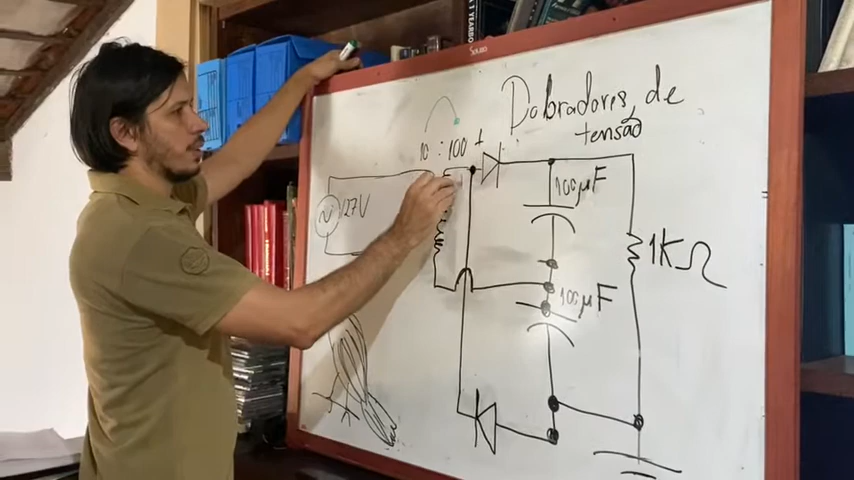 Dobradores, de
tensão
10 : 100
+
127V
100µF
1KΩ
100µF